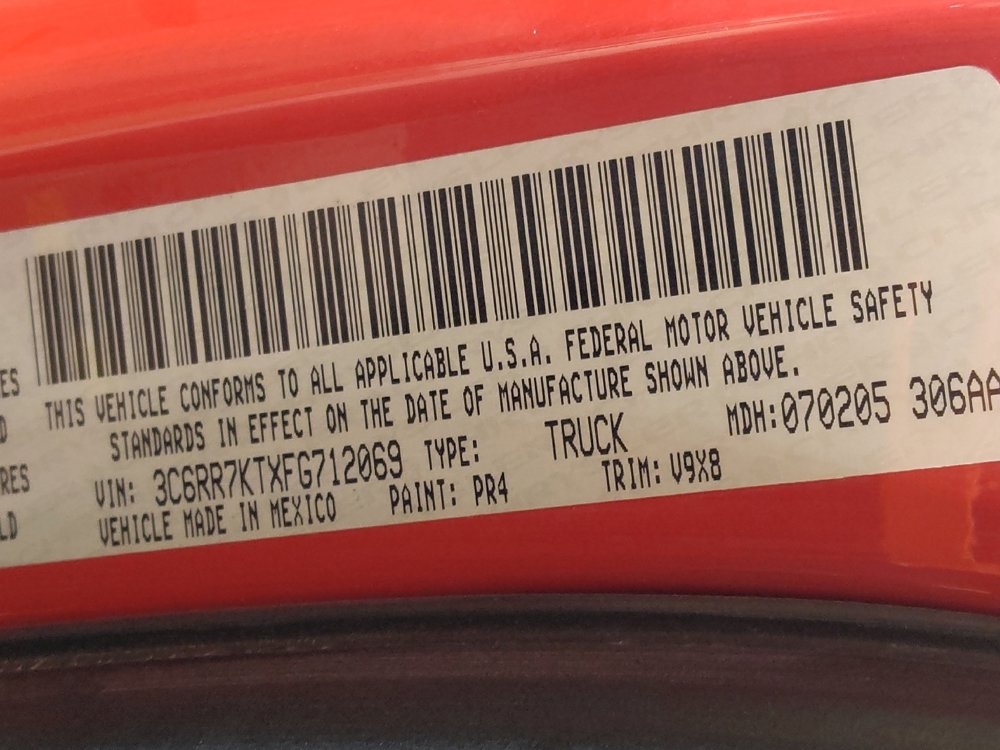 THIS VEHICLE CONFORMS TO ALL APPLICABLE U.S.A. FEDERAL MOTOR VEHICLE SAFETY
STANDARDS IN EFFECT ON THE DATE OF MANUFACTURE SHOWN ABOVE.
VIN: 3C6RR7KTXFG712069 TYPE: TRUCK MDH:070205 306AA
VEHICLE MADE IN MEXICO PAINT: PR4 TRIM: V9X8